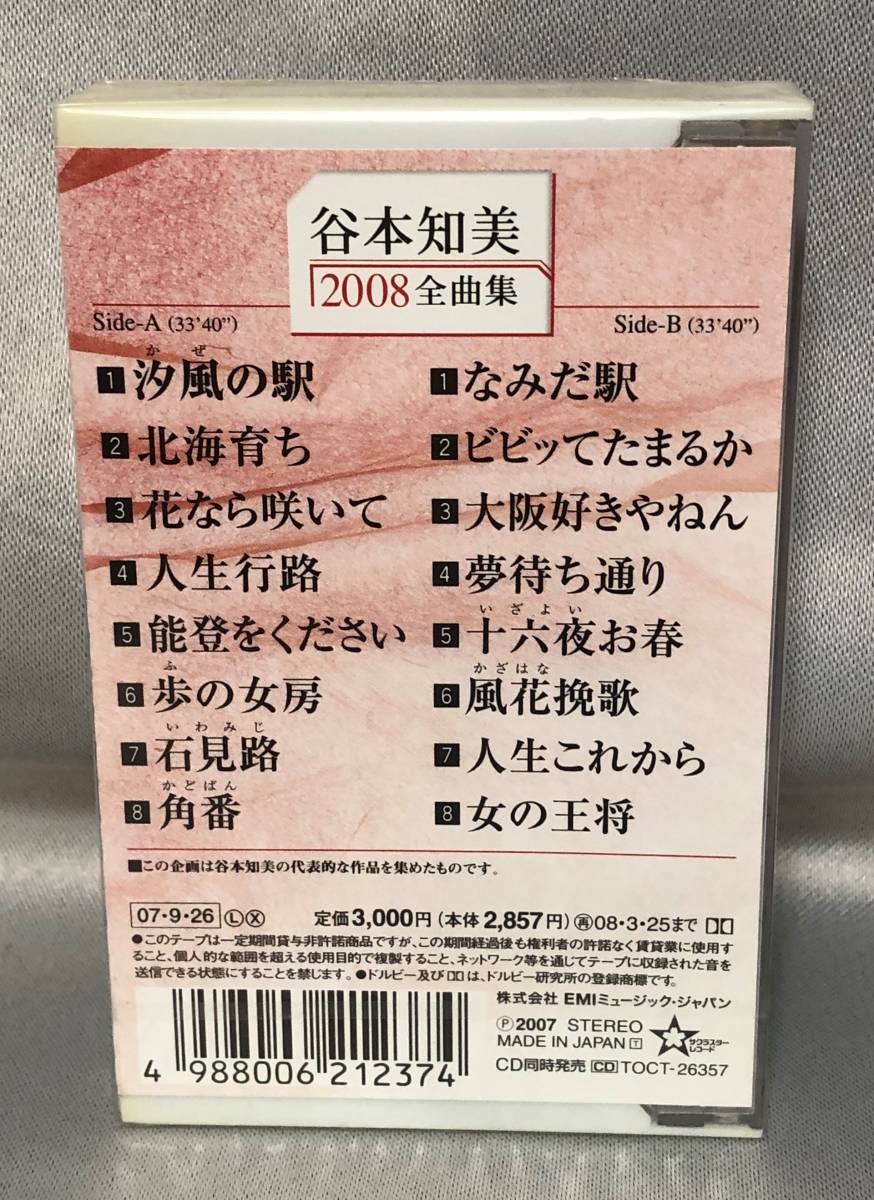 谷本知美
2008全曲集
Side-A (33'40")
かぜ
1 汐風の駅
2 北海育ち
3 花なら咲いて
4 人生行路
5 能登をください
ふ
6 歩の女房
いわみじ
7 石見路
かどばん
8 角番
Side-B (33'40")
1 なみだ駅
2 ビビッてたまるか
3 大阪好きやねん
4 夢待ち通り
いざよい
5 十六夜お春
かざはな
6 風花挽歌
7 人生これから
8 女の王将
■この企画は谷本知美の代表的な作品を集めたものです。
07・9・26 Ⓛ Ⓧ 定価3,000円(本体2,857円) 再 08・3・25まで
●このテープは一定期間貸与非許諾商品ですが、この期間経過後も権利者の許諾なく賃貸業に使用す
ること、個人的な範囲を超える使用目的で複製すること、ネットワーク等を通じてテープに収録された音を
送信できる状態にすることを禁じます。●ドルビー及びDDは、ドルビー研究所の登録商標です。
株式会社 EMIミュージック・ジャパン
Ⓟ2007 STEREO
MADE IN JAPAN T
サクラスター
レコード
CD同時発売 CD TOCT-26357
4 988006 212374